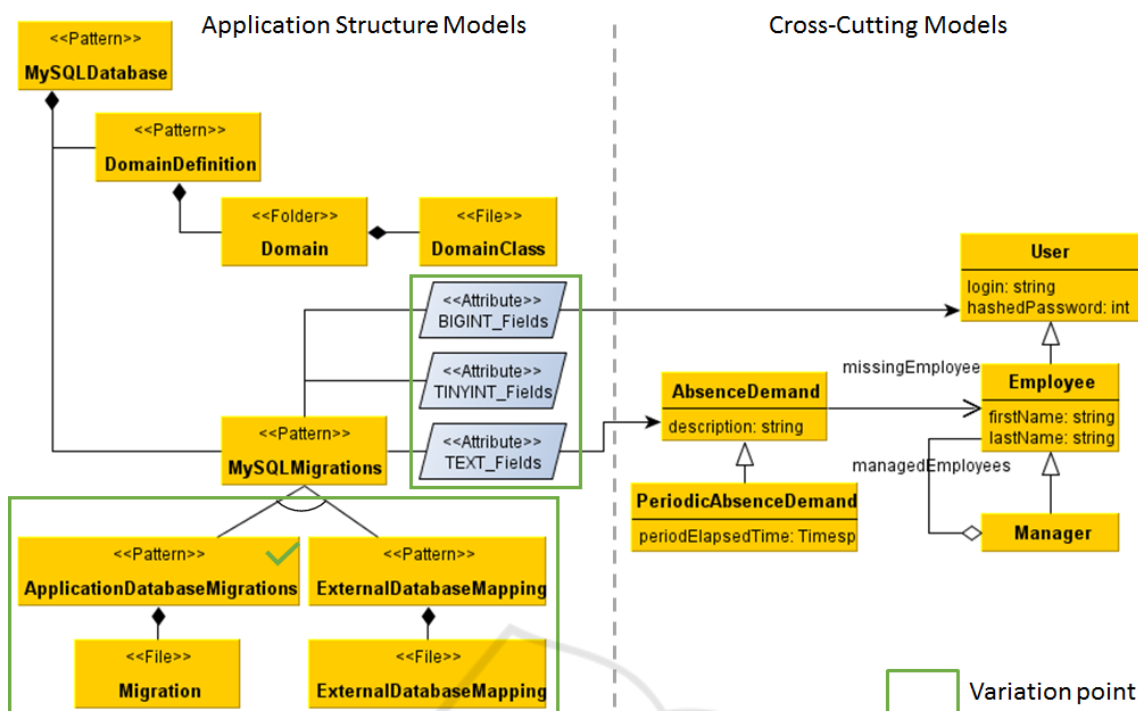 Application Structure Models
Cross-Cutting Models
<<Pattern>>
MySQLDatabase
<<Pattern>>
DomainDefinition
<<Folder>>
Domain
<<File>>
DomainClass
<<Attribute>>
BIGINT_Fields
<<Attribute>>
TINYINT_Fields
<<Attribute>>
TEXT_Fields
<<Pattern>>
MySQLMigrations
<<Pattern>>
ApplicationDatabaseMigrations
<<Pattern>>
ExternalDatabaseMapping
<<File>>
Migration
<<File>>
ExternalDatabaseMapping
User
login: string
hashedPassword: int
missingEmployee
AbsenceDemand
description: string
Employee
firstName: string
lastName: string
managedEmployees
PeriodicAbsenceDemand
periodElapsedTime: Timesp
Manager
Variation point